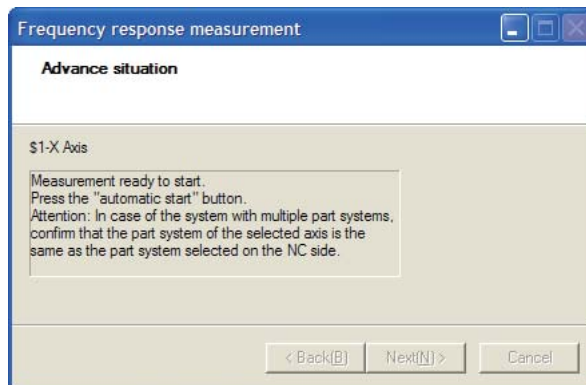 Frequency response measurement
Advance situation
$1-X Axis
Measurement ready to start.
Press the "automatic start" button.
Attention: In case of the system with multiple part systems,
confirm that the part system of the selected axis is the
same as the part system selected on the NC side.
< Back(B) Next(N) > Cancel